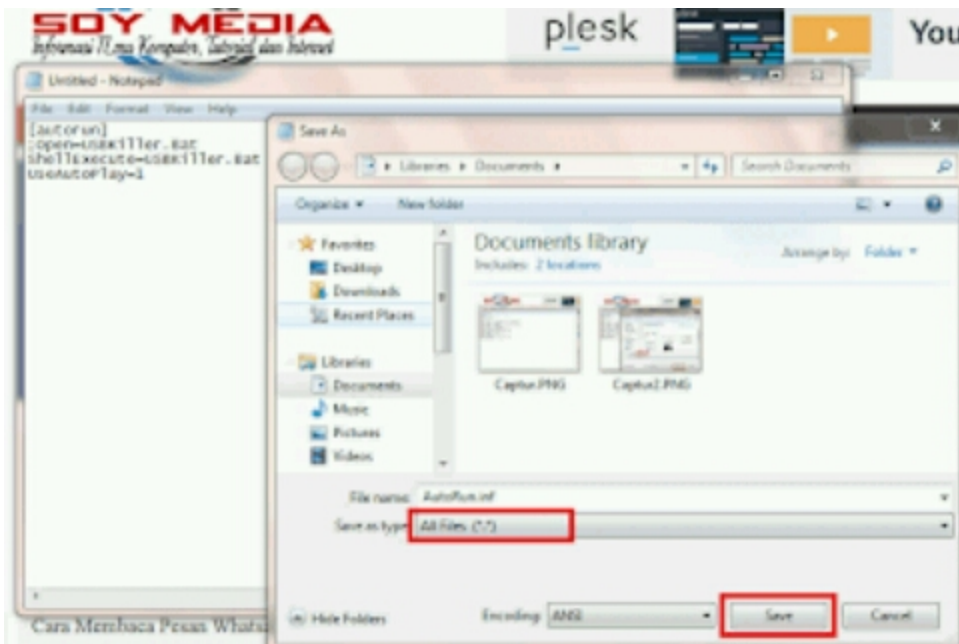 SOY MEDIA
Informasi Ilmu Komputer, Tutorial dan Internet
plesk
You
Untitled - Notepad
File Edit Format View Help
[autorun]
;open=USBKiller.Bat
ShellExecute=USBKiller.Bat
UseAutoPlay=1
Save As
Libraries
Documents
Search Documents
Organize
New folder
Favorites
Desktop
Downloads
Recent Places
Libraries
Documents
Music
Pictures
Videos
Documents library
Includes: 2 locations
Arrange by: Folder
Captur.PNG
Captur2.PNG
File name: AutoRun.inf
Save as type: All Files (*.*)
Hide Folders
Encoding: ANSI
Save
Cancel
Cara Membaca Pesan Whats